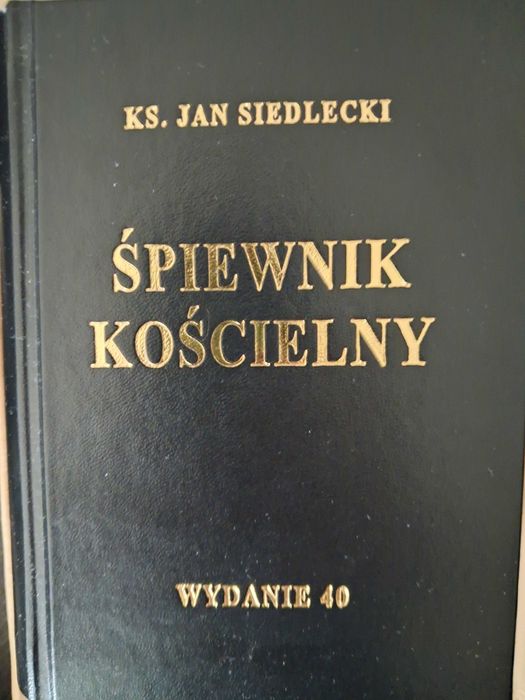 KS. JAN SIEDLECKI
ŚPIEWNIK
KOŚCIELNY
WYDANIE 40